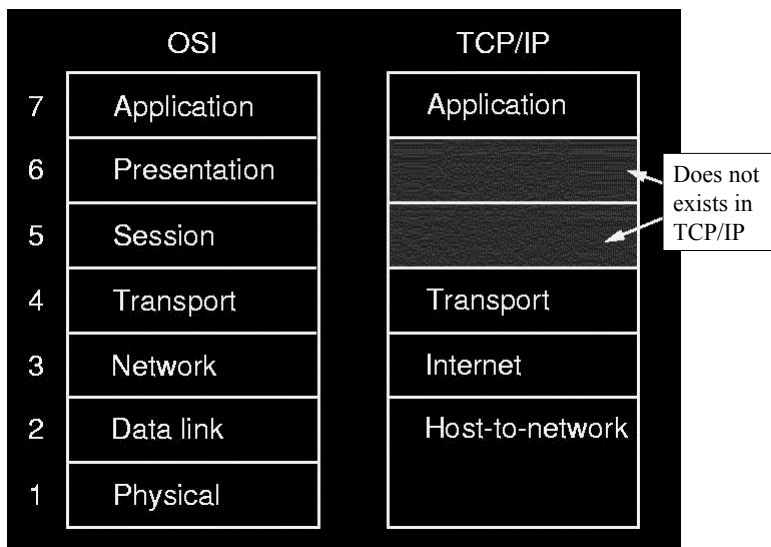 OSI TCP/IP
7 Application Application
6 Presentation
5 Session
Does not
exists in
TCP/IP
4 Transport Transport
3 Network Internet
2 Data link Host-to-network
1 Physical